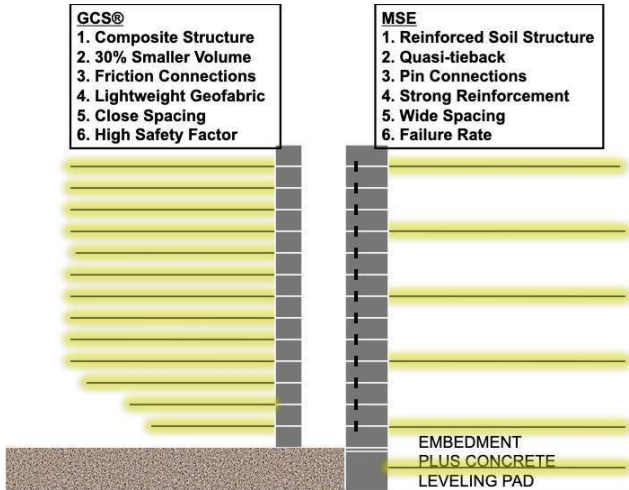 GCS®
1. Composite Structure
2. 30% Smaller Volume
3. Friction Connections
4. Lightweight Geofabric
5. Close Spacing
6. High Safety Factor
MSE
1. Reinforced Soil Structure
2. Quasi-tieback
3. Pin Connections
4. Strong Reinforcement
5. Wide Spacing
6. Failure Rate
EMBEDMENT
PLUS CONCRETE
LEVELING PAD